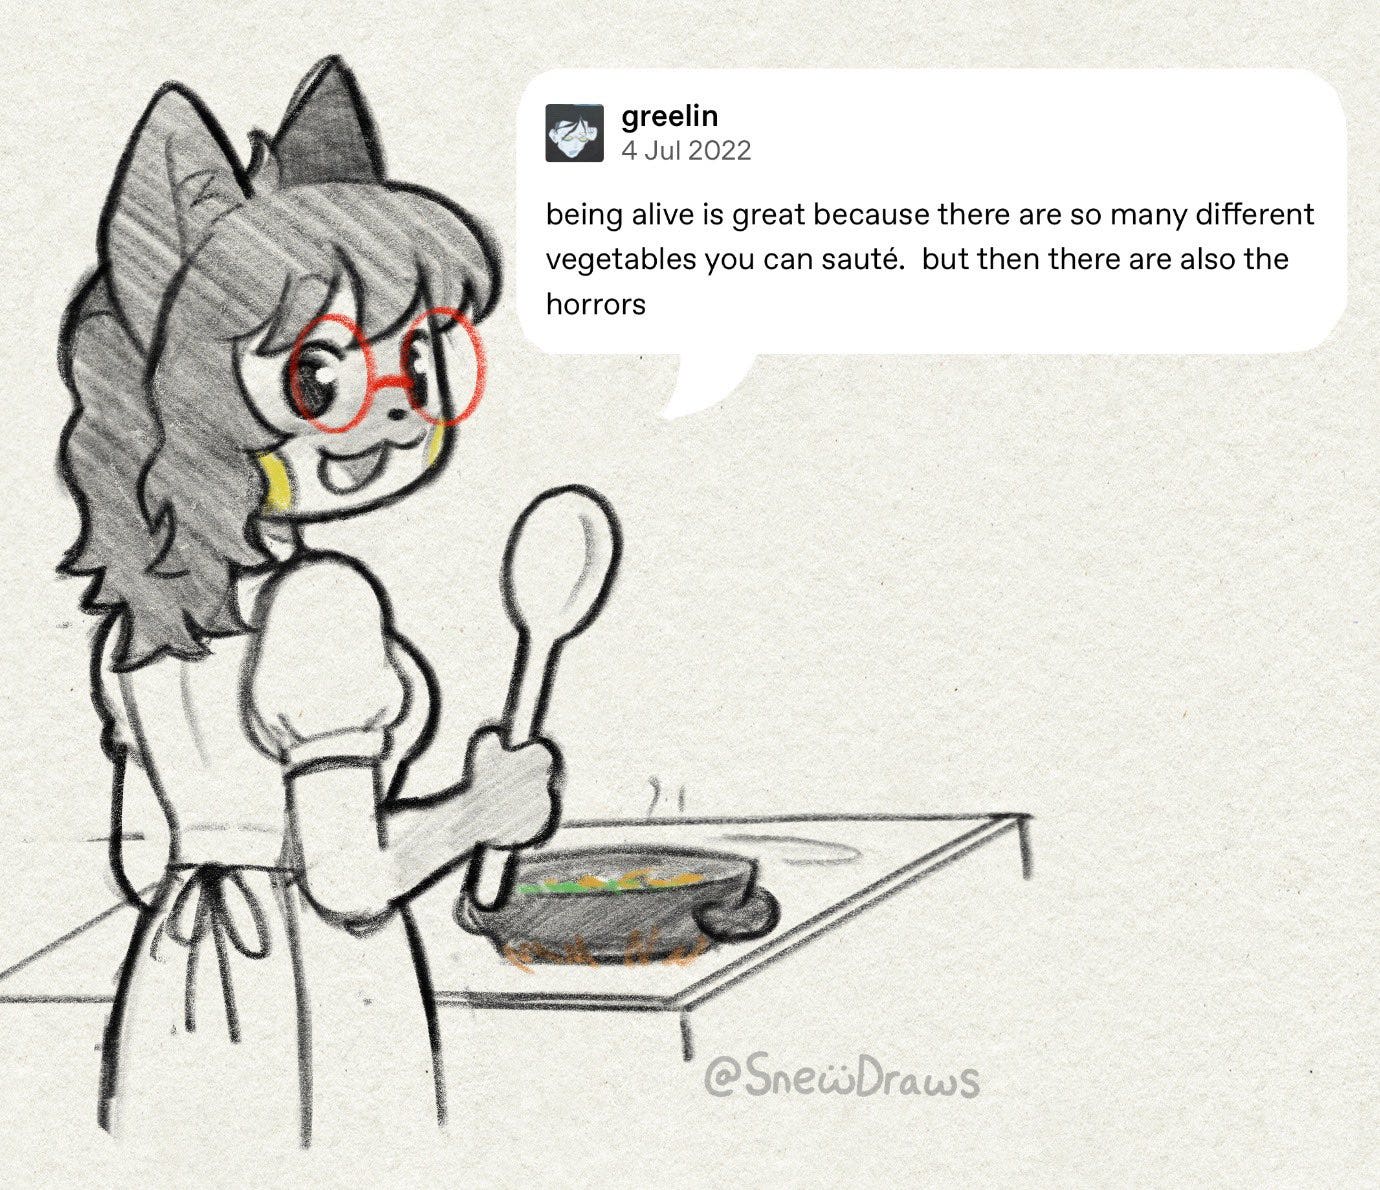 greelin
4 Jul 2022
being alive is great because there are so many different
vegetables you can sauté.  but then there are also the
horrors
@SnewDraws